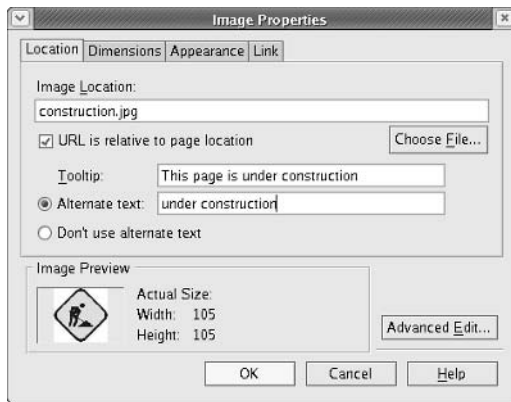 Image Properties
Location Dimensions Appearance Link
Image Location:
construction.jpg
URL is relative to page location
Choose File...
Tooltip: This page is under construction
Alternate text: under construction
Don't use alternate text
Image Preview
Actual Size:
Width: 105
Height: 105
Advanced Edit...
OK Cancel Help